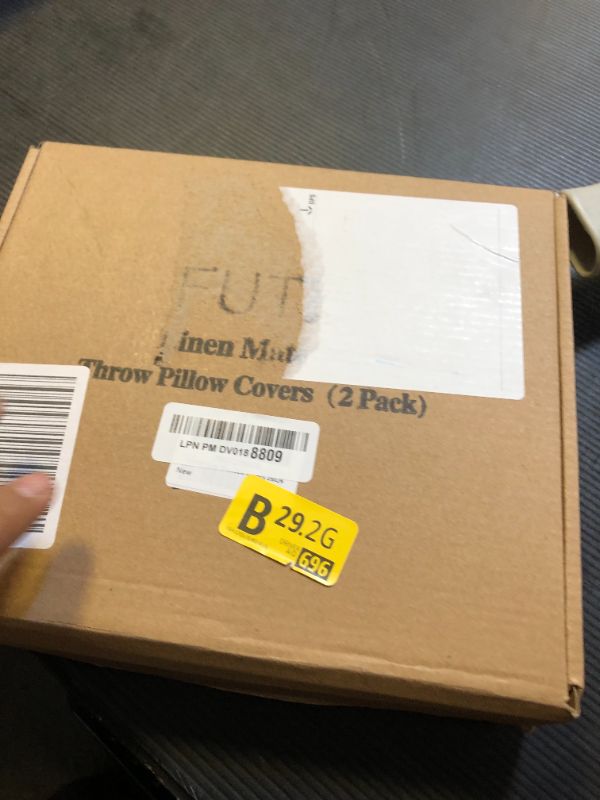 FUT
inen Mat
Throw Pillow Covers (2 Pack)
LPN PM DV018 8809
New
B 29.2G
696